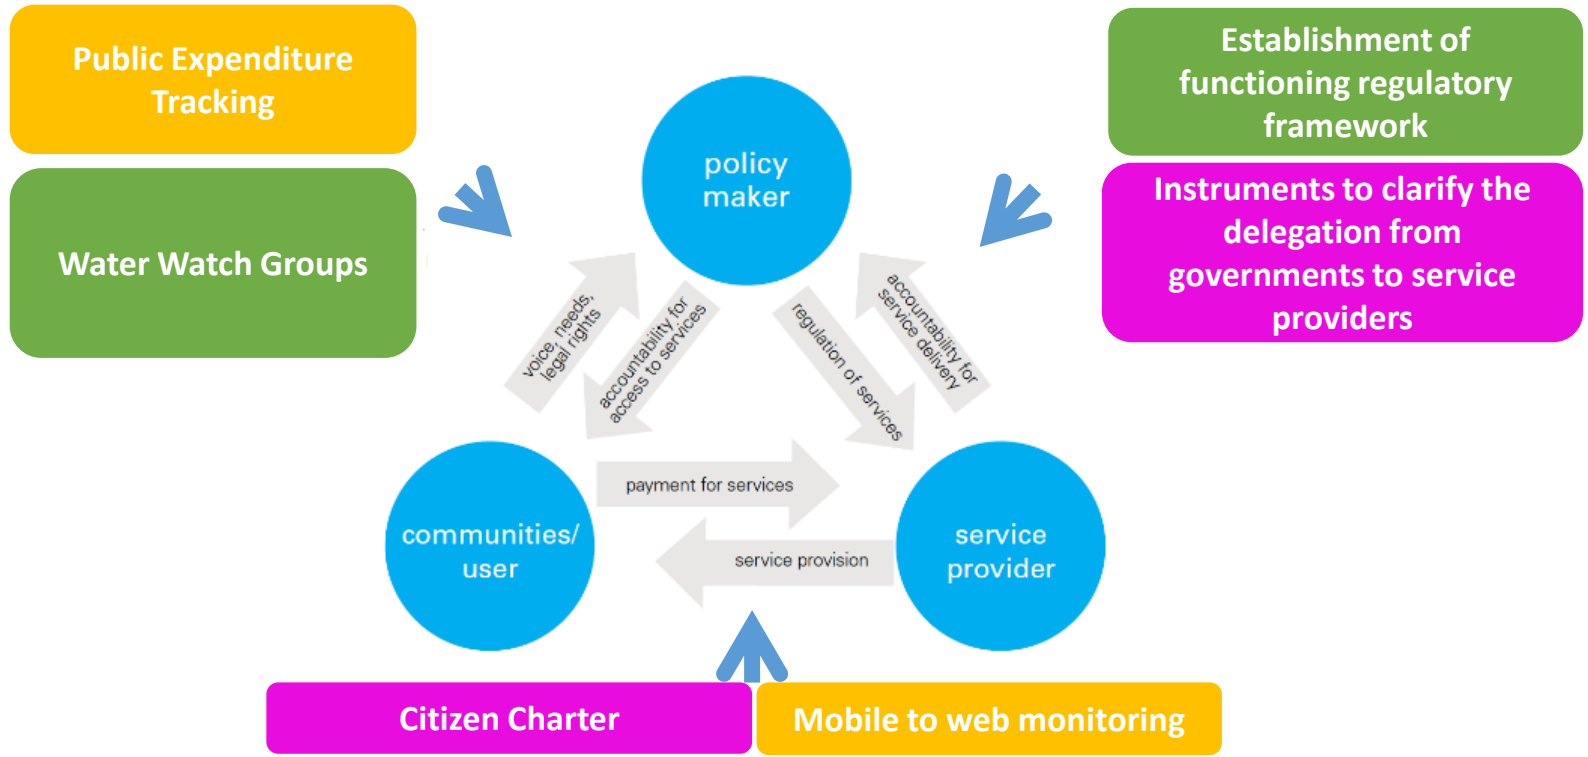 Public Expenditure
Tracking
Establishment of
functioning regulatory
framework
policy
maker
Water Watch Groups
Instruments to clarify the
delegation from
governments to service
providers
voice, needs,
legal rights
accountability for
access to services
regulation of services
accountability for
service delivery
payment for services
communities/
user
service provision
service
provider
Citizen Charter
Mobile to web monitoring